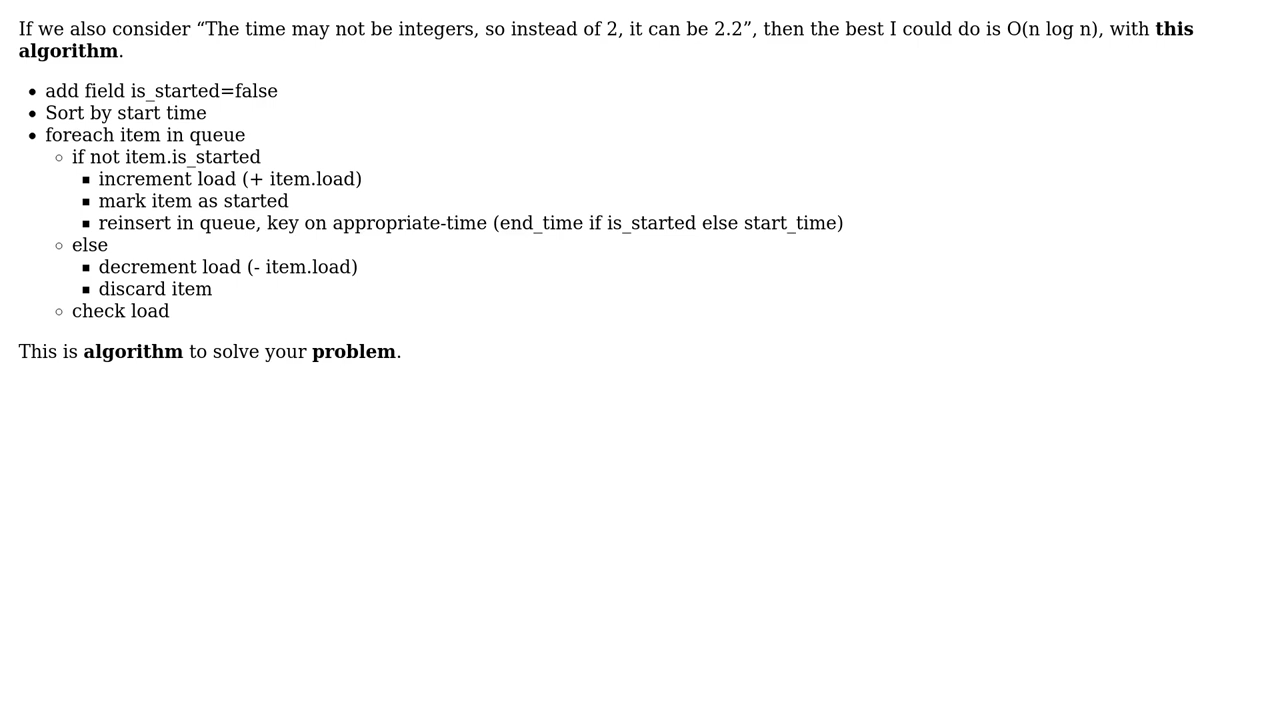 If we also consider “The time may not be integers, so instead of 2, it can be 2.2”, then the best I could do is O(n log n), with this
algorithm.
add field is_started=false
Sort by start time
foreach item in queue
if not item.is_started
increment load (+ item.load)
mark item as started
reinsert in queue, key on appropriate-time (end_time if is_started else start_time)
else
decrement load (- item.load)
discard item
check load
This is algorithm to solve your problem.